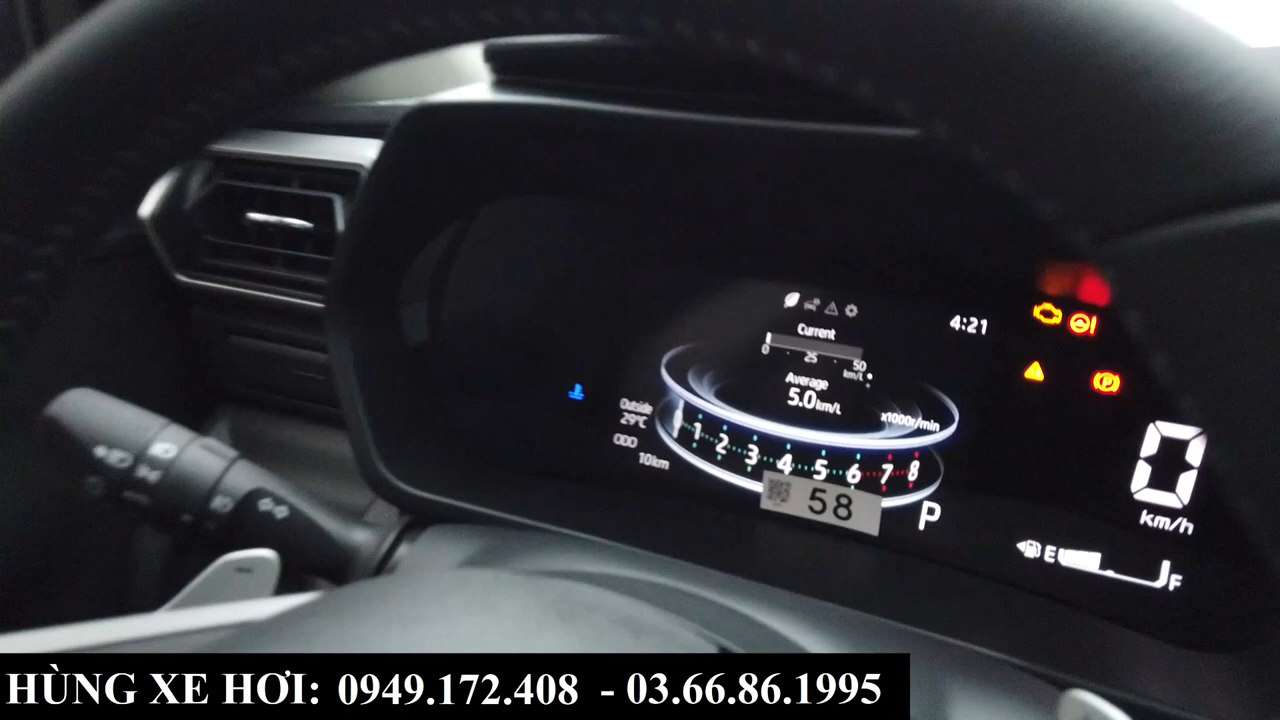 4:21
Current
0 25 50
km/L
Average
5.0km/L
x1000r/min
Outside
29°C
ODO
10km
1 2 3 4 5 6 7 8
58
P
0
km/h
E F
HÙNG XE HƠI: 0949.172.408 - 03.66.86.1995